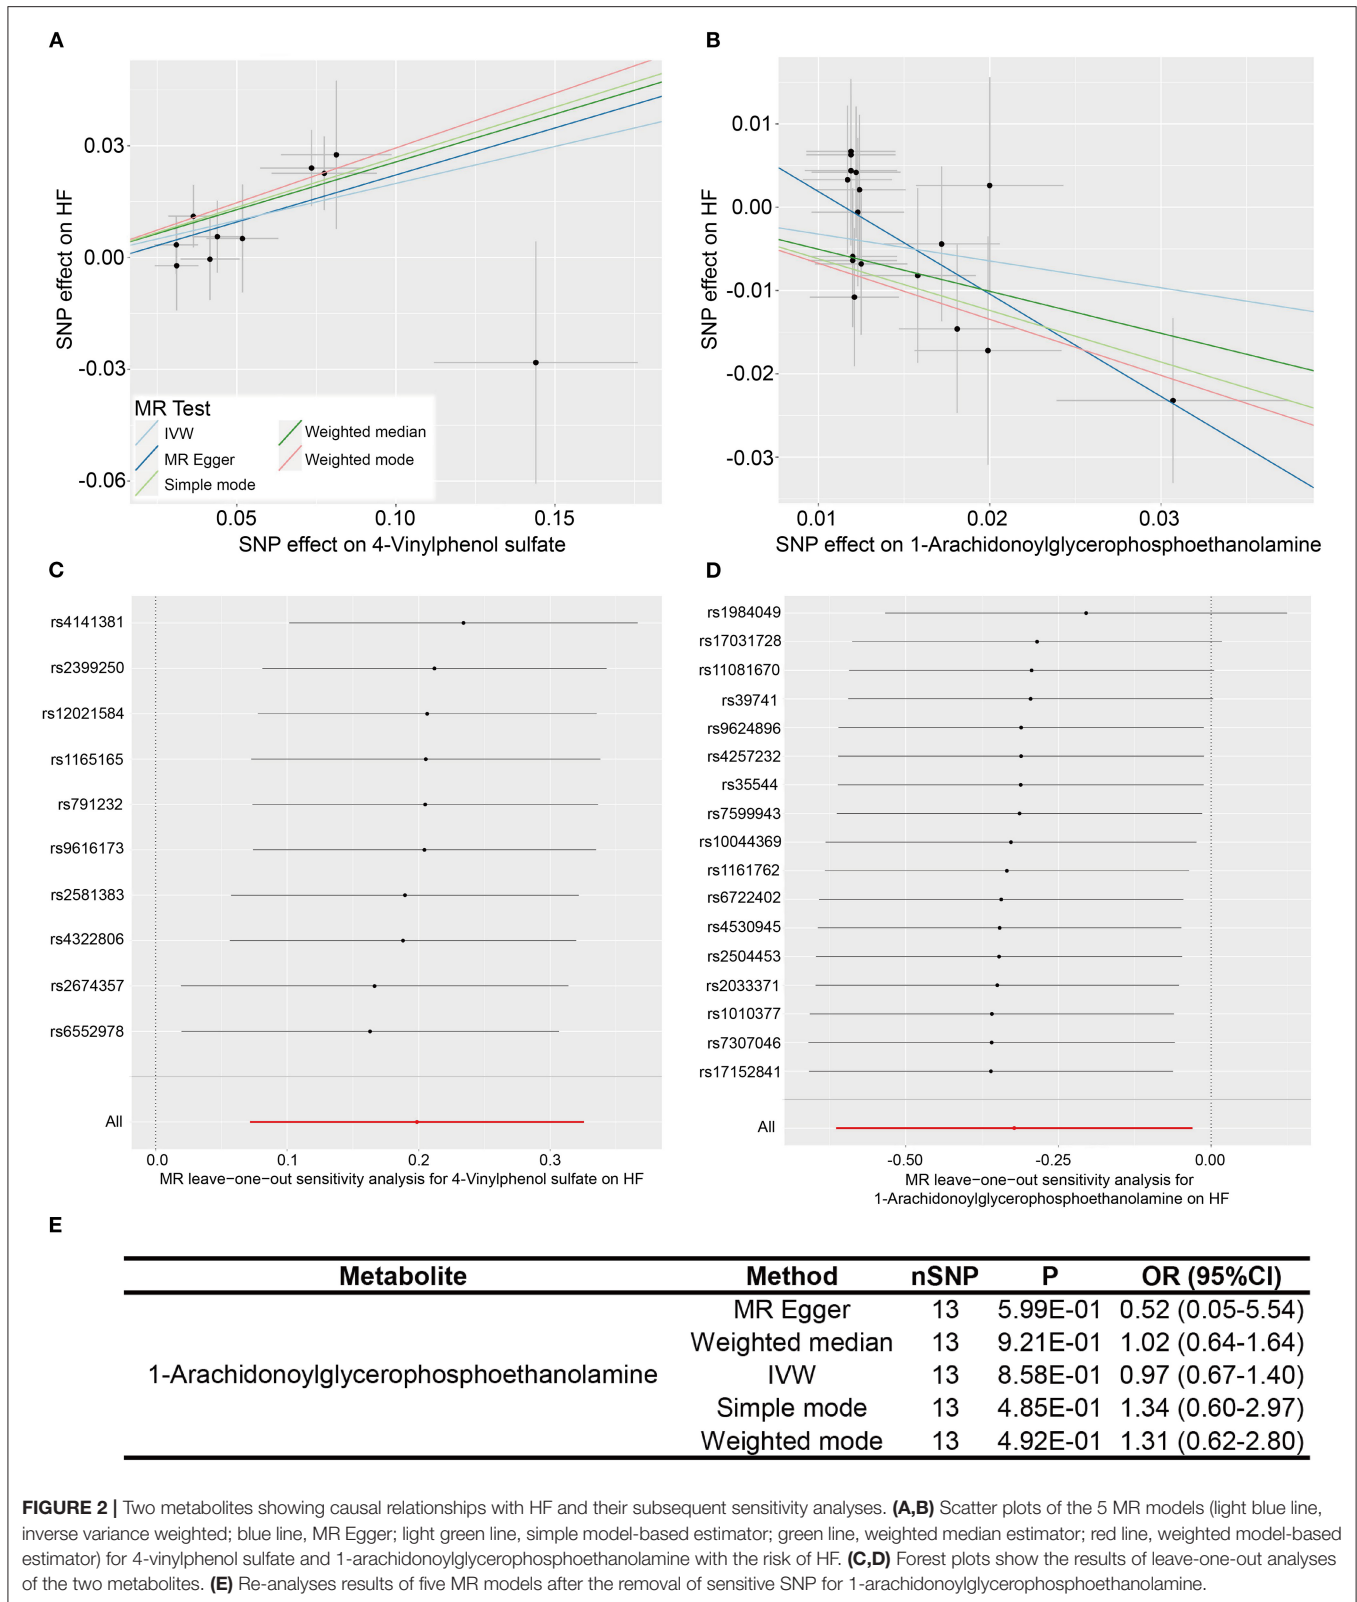 A
B
SNP effect on HF
0.03
0.00
-0.03
-0.06
MR Test
IVW
MR Egger
Simple mode
Weighted median
Weighted mode
0.05 0.10 0.15
SNP effect on 4-Vinylphenol sulfate
SNP effect on HF
0.01
0.00
-0.01
-0.02
-0.03
0.01 0.02 0.03
SNP effect on 1-Arachidonoylglycerophosphoethanolamine
C
rs4141381
rs2399250
rs12021584
rs1165165
rs791232
rs9616173
rs2581383
rs4322806
rs2674357
rs6552978
All
0.0 0.1 0.2 0.3
MR leave−one−out sensitivity analysis for 4-Vinylphenol sulfate on HF
D
rs1984049
rs17031728
rs11081670
rs39741
rs9624896
rs4257232
rs35544
rs7599943
rs10044369
rs1161762
rs6722402
rs4530945
rs2504453
rs2033371
rs1010377
rs7307046
rs17152841
All
-0.50 -0.25 0.00
MR leave−one−out sensitivity analysis for
1-Arachidonoylglycerophosphoethanolamine on HF
E
Metabolite Method nSNP P OR (95%CI)
MR Egger 13 5.99E-01 0.52 (0.05-5.54)
Weighted median 13 9.21E-01 1.02 (0.64-1.64)
1-Arachidonoylglycerophosphoethanolamine IVW 13 8.58E-01 0.97 (0.67-1.40)
Simple mode 13 4.85E-01 1.34 (0.60-2.97)
Weighted mode 13 4.92E-01 1.31 (0.62-2.80)
FIGURE 2 | Two metabolites showing causal relationships with HF and their subsequent sensitivity analyses. (A,B) Scatter plots of the 5 MR models (light blue line,
inverse variance weighted; blue line, MR Egger; light green line, simple model-based estimator; green line, weighted median estimator; red line, weighted model-based
estimator) for 4-vinylphenol sulfate and 1-arachidonoylglycerophosphoethanolamine with the risk of HF. (C,D) Forest plots show the results of leave-one-out analyses
of the two metabolites. (E) Re-analyses results of five MR models after the removal of sensitive SNP for 1-arachidonoylglycerophosphoethanolamine.